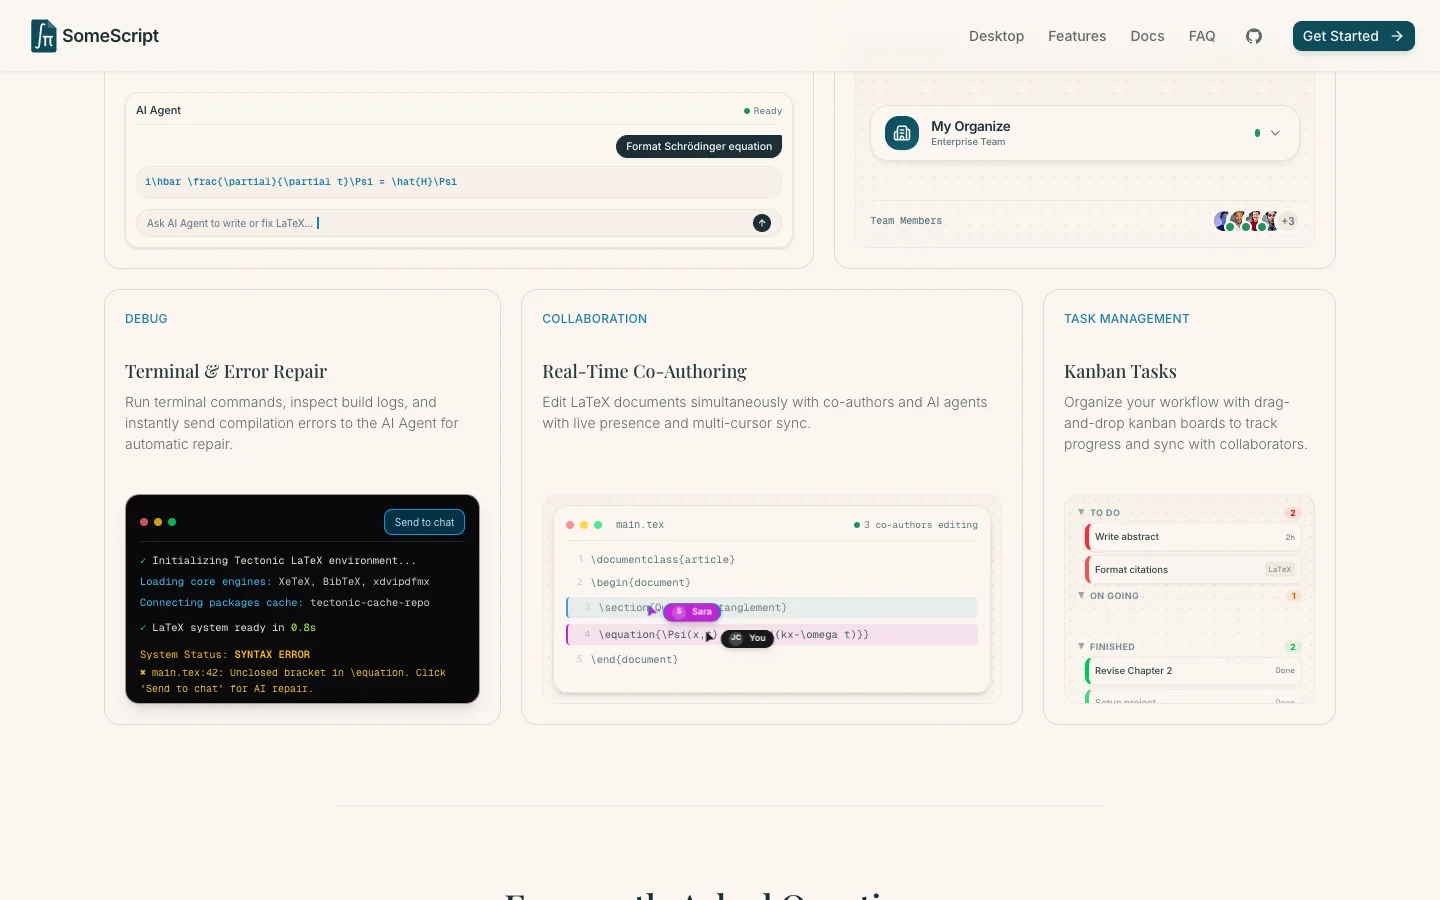 SomeScript
Desktop
Features
Docs
FAQ
Get Started
AI Agent
Ready
Format Schrödinger equation
i\hbar \frac{\partial}{\partial t}\Psi = \hat{H}\Psi
Ask AI Agent to write or fix LaTeX...
My Organize
Enterprise Team
Team Members
+3
DEBUG
Terminal & Error Repair
Run terminal commands, inspect build logs, and
instantly send compilation errors to the AI Agent for
automatic repair.
Send to chat
✓ Initializing Tectonic LaTeX environment...
Loading core engines: XeTeX, BibTex, xdvipdfmx
Connecting packages cache: tectonic-cache-repo
✓ LaTeX system ready in 0.8s
System Status: SYNTAX ERROR
✖ main.tex:42: Unclosed bracket in \equation. Click
'Send to chat' for AI repair.
COLLABORATION
Real-Time Co-Authoring
Edit LaTeX documents simultaneously with co-authors and AI agents
with live presence and multi-cursor sync.
main.tex
3 co-authors editing
1 \documentclass{article}
2 \begin{document}
3 \section{
S Sara
4 \equation{\Psi(x, (kx-\omega t)}}
JC You
5 \end{document}
TASK MANAGEMENT
Kanban Tasks
Organize your workflow with drag-
and-drop kanban boards to track
progress and sync with collaborators.
TO DO 2
Write abstract 2h
Format citations LaTeX
ON GOING 1
FINISHED 2
Revise Chapter 2 Done
Setup project Done